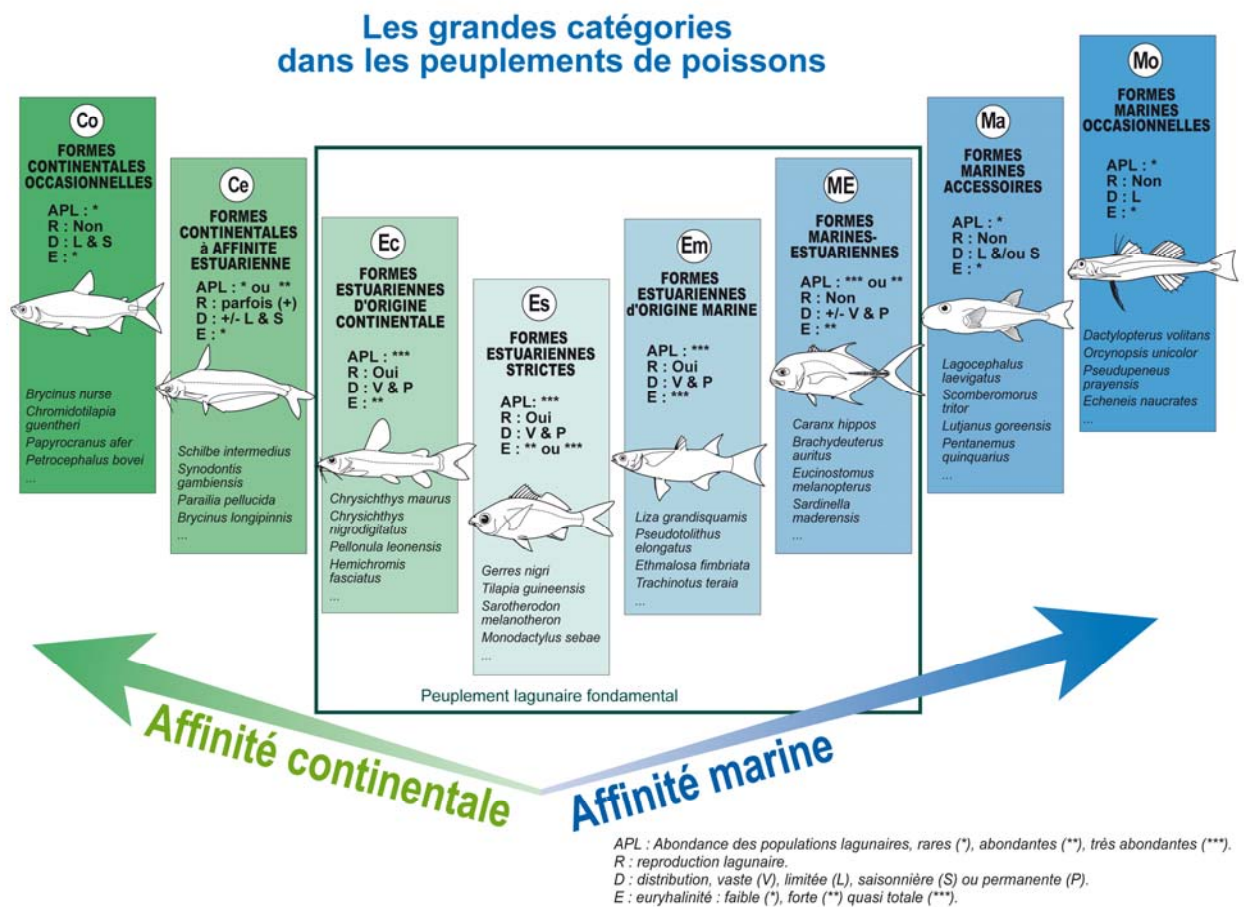 Les grandes catégories
dans les peuplements de poissons
Co
FORMES
CONTINENTALES
OCCASIONNELLES
APL : *
R : Non
D : L & S
E : *
Brycinus nurse
Chromidotilapia
guentheri
Papyrocranus afer
Petrocephalus bovei
...
Ce
FORMES
CONTINENTALES
à AFFINITE
ESTUARIENNE
APL : * ou **
R : parfois (+)
D : +/- L & S
E : *
Schilbe intermedius
Synodontis
gambiensis
Parailia pellucida
Brycinus longipinnis
...
Ec
FORMES
ESTUARIENNES
D'ORIGINE
CONTINENTALE
APL : ***
R : Oui
D : V & P
E : **
Chrysichthys maurus
Chrysichthys
nigrodigitatus
Pellonula leonensis
Hemichromis
fasciatus
...
Es
FORMES
ESTUARIENNES
STRICTES
APL: ***
R : Oui
D : V & P
E : ** ou ***
Gerres nigri
Tilapia guineensis
Sarotherodon
melanotheron
Monodactylus sebae
...
Em
FORMES
ESTUARIENNES
d'ORIGINE MARINE
APL : ***
R : Oui
D : V & P
E : ***
Liza grandisquamis
Pseudotolithus
elongatus
Ethmalosa fimbriata
Trachinotus teraia
...
ME
FORMES
MARINES-
ESTUARIENNES
APL : *** ou **
R : Non
D : +/- V & P
E : **
Caranx hippos
Brachydeuterus
auritus
Eucinostomus
melanopterus
Sardinella
maderensis
...
Ma
FORMES
MARINES
ACCESSOIRES
APL : *
R : Non
D : L &/ou S
E : *
Lagocephalus
laevigatus
Scomberomorus
tritor
Lutjanus goreensis
Pentanemus
quinquarius
...
Mo
FORMES
MARINES
OCCASIONNELLES
APL : *
R : Non
D : L
E : *
Dactylopterus volitans
Orcynopsis unicolor
Pseudupeneus
prayensis
Echeneis naucrates
...
Peuplement lagunaire fondamental
Affinité continentale
Affinité marine
APL : Abondance des populations lagunaires, rares (*), abondantes (**), très abondantes (***).
R : reproduction lagunaire.
D : distribution, vaste (V), limitée (L), saisonnière (S) ou permanente (P).
E : euryhalinité : faible (*), forte (**) quasi totale (***).